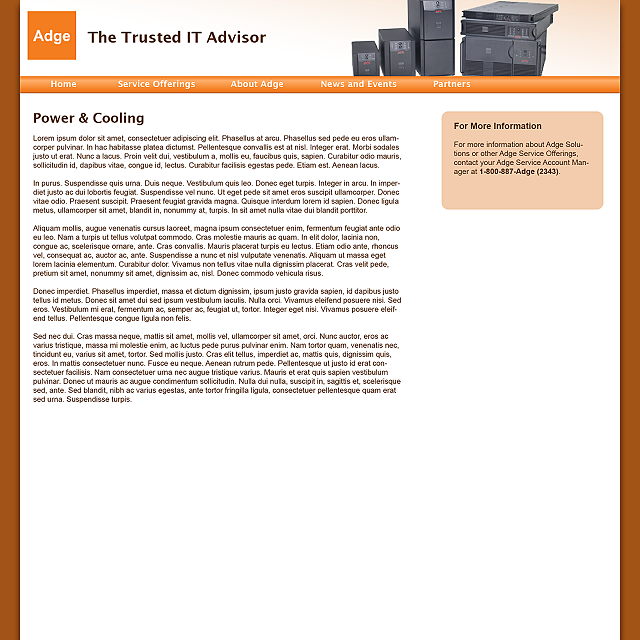 Adge
The Trusted IT Advisor
Home Service Offerings About Adge News and Events Partners
Power & Cooling
Lorem ipsum dolor sit amet, consectetuer adipiscing elit. Phasellus at arcu. Phasellus sed pede eu eros ullam-
corper pulvinar. In hac habitasse platea dictumst. Pellentesque convallis est at nisl. Integer erat. Morbi sodales
justo ut erat. Nunc a lacus. Proin velit dui, vestibulum a, mollis eu, faucibus quis, sapien. Curabitur odio mauris,
sollicitudin id, dapibus vitae, congue id, lectus. Curabitur facilisis egestas pede. Etiam est. Aenean lacus.
In purus. Suspendisse quis urna. Duis neque. Vestibulum quis leo. Donec eget turpis. Integer in arcu. In imper-
diet justo ac dui lobortis feugiat. Suspendisse vel nunc. Ut eget pede sit amet eros suscipit ullamcorper. Donec
vitae odio. Praesent suscipit. Praesent feugiat gravida magna. Quisque interdum lorem id sapien. Donec ligula
metus, ullamcorper sit amet, blandit in, nonummy at, turpis. In sit amet nulla vitae dui blandit porttitor.
Aliquam mollis, augue venenatis cursus laoreet, magna ipsum consectetuer enim, fermentum feugiat ante odio
eu leo. Nam a turpis ut tellus volutpat commodo. Cras molestie mauris ac quam. In elit dolor, lacinia non,
congue ac, scelerisque ornare, ante. Cras convallis. Mauris placerat turpis eu lectus. Etiam odio ante, rhoncus
vel, consequat ac, auctor ac, ante. Suspendisse a nunc et nisl vulputate venenatis. Aliquam ut massa eget
lorem lacinia elementum. Curabitur dolor. Vivamus non tellus vitae nulla dignissim placerat. Cras velit pede,
pretium sit amet, nonummy sit amet, dignissim ac, nisl. Donec commodo vehicula risus.
Donec imperdiet. Phasellus imperdiet, massa et dictum dignissim, ipsum justo gravida sapien, id dapibus justo
tellus id metus. Donec sit amet dui sed ipsum vestibulum iaculis. Nulla orci. Vivamus eleifend posuere nisi. Sed
eros. Vestibulum mi erat, fermentum ac, semper ac, feugiat ut, tortor. Integer eget nisi. Vivamus posuere eleif-
end tellus. Pellentesque congue ligula non felis.
Sed nec dui. Cras massa neque, mattis sit amet, mollis vel, ullamcorper sit amet, orci. Nunc auctor, eros ac
varius tristique, massa mi molestie enim, ac luctus pede purus pulvinar enim. Nam tortor quam, venenatis nec,
tincidunt eu, varius sit amet, tortor. Sed mollis justo. Cras elit tellus, imperdiet ac, mattis quis, dignissim quis,
eros. In mattis consectetuer nunc. Fusce eu neque. Aenean rutrum pede. Pellentesque ut justo id erat con-
sectetuer facilisis. Nam consectetuer urna nec augue tristique varius. Mauris et erat quis sapien vestibulum
pulvinar. Donec ut mauris ac augue condimentum sollicitudin. Nulla dui nulla, suscipit in, sagittis et, scelerisque
sed, ante. Sed blandit, nibh ac varius egestas, ante tortor fringilla ligula, consectetuer pellentesque quam erat
sed urna. Suspendisse turpis.
For More Information
For more information about Adge Solu-
tions or other Adge Service Offerings,
contact your Adge Service Account Man-
ager at 1-800-887-Adge (2343).